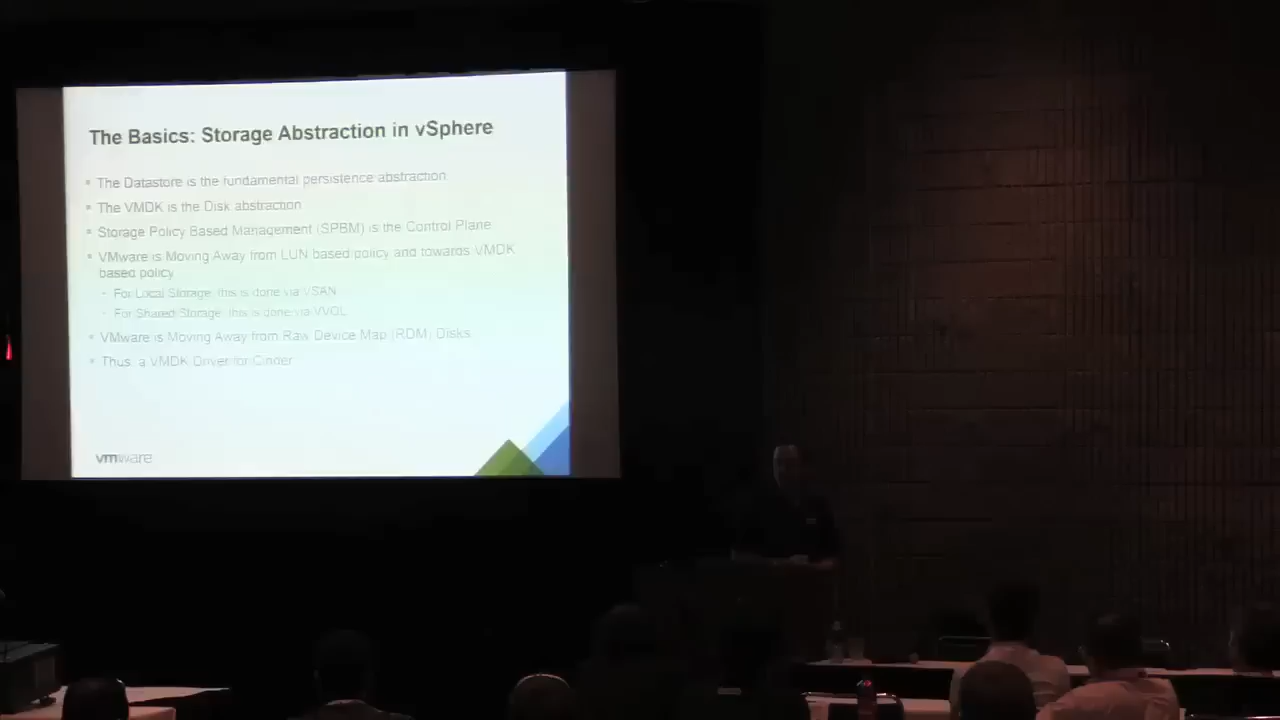 The Basics: Storage Abstraction in vSphere
The Datastore is the fundamental persistence abstraction
The VMDK is the Disk abstraction
Storage Policy Based Management (SPBM) is the Control Plane
VMware is Moving Away from LUN based policy and towards VMDK
based policy
- For Local Storage, this is done via VSAN
- For Shared Storage, this is done via VVOL
VMware is Moving Away from Raw Device Map (RDM) Disks
Thus, a VMDK Driver for Cinder
vmware